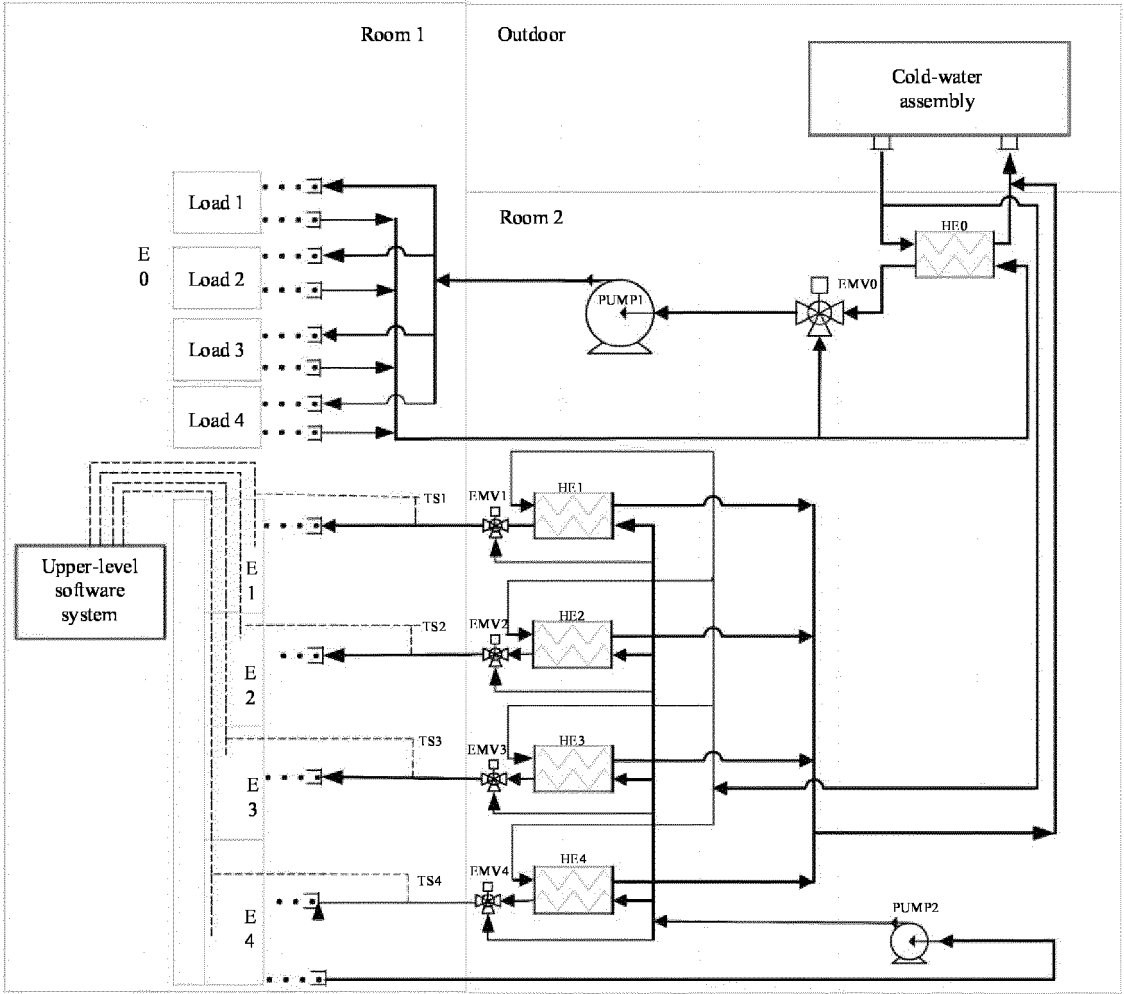 Room 1
Outdoor
Cold-water
assembly
Room 2
Load 1
HE0
E
0
Load 2
EMV0
PUMP1
Load 3
Load 4
TS1
EMV1
HE1
Upper-level
software
system
E
1
TS2
EMV2
HE2
E
2
TS3
EMV3
HE3
E
3
TS4
EMV4
HE4
E
4
PUMP2